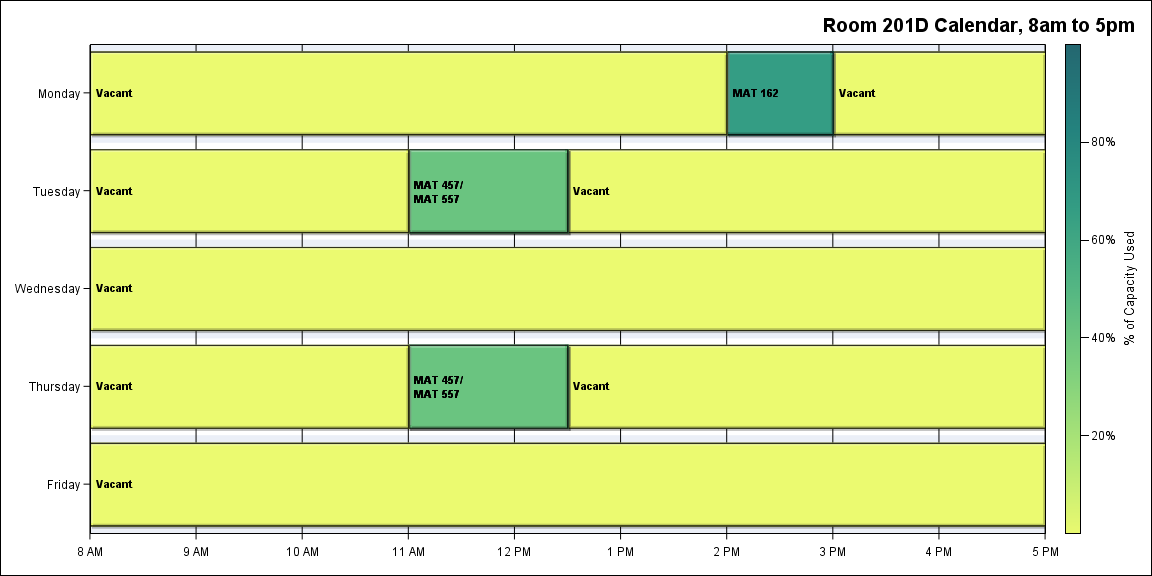 Room 201D Calendar, 8am to 5pm
Monday
Vacant
MAT 162
Vacant
Tuesday
Vacant
MAT 457/
MAT 557
Vacant
Wednesday
Vacant
Thursday
Vacant
MAT 457/
MAT 557
Vacant
Friday
Vacant
8 AM
9 AM
10 AM
11 AM
12 PM
1 PM
2 PM
3 PM
4 PM
5 PM
80%
60%
40%
20%
% of Capacity Used